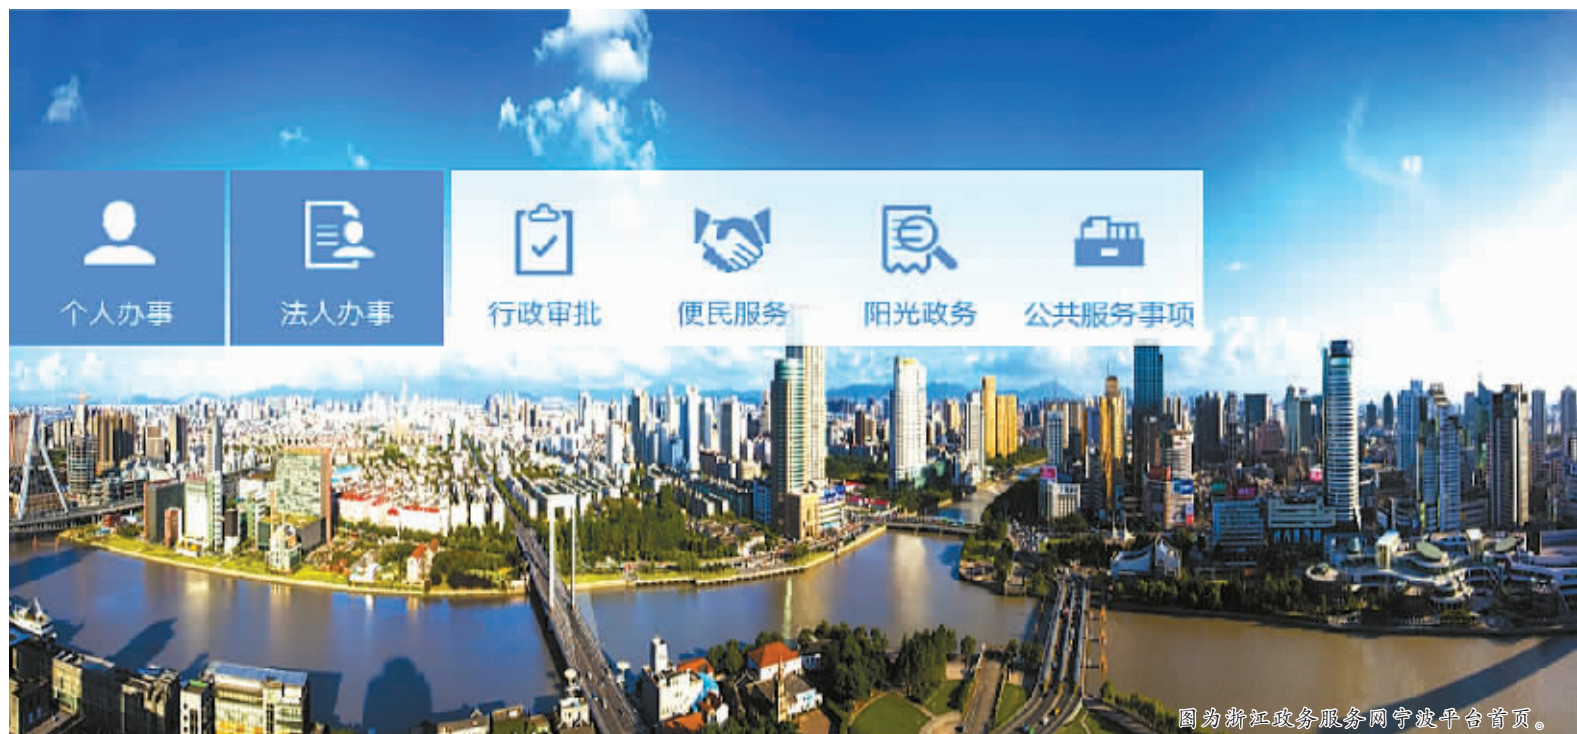 个人办事
法人办事
行政审批
便民服务
阳光政务
公共服务事项
图为浙江政务服务网宁波平台首页。